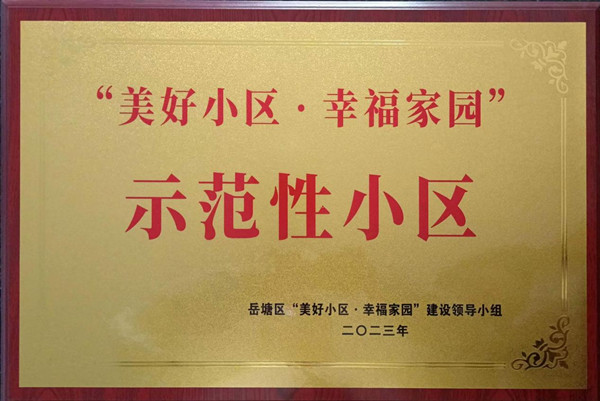 “美好小区·幸福家园”
示范性小区
岳塘区“美好小区·幸福家园”建设领导小组
二〇二三年